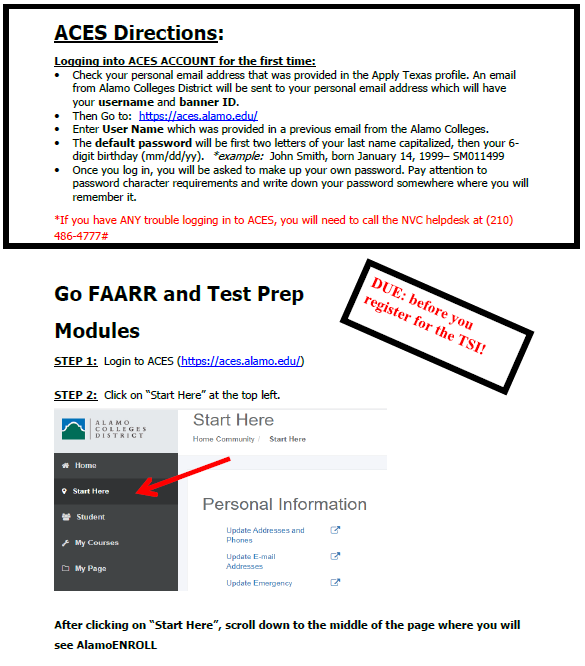 ACES Directions:
Logging into ACES ACCOUNT for the first time:
• Check your personal email address that was provided in the Apply Texas profile. An email
from Alamo Colleges District will be sent to your personal email address which will have
your username and banner ID.
• Then Go to: https://aces.alamo.edu/
• Enter User Name which was provided in a previous email from the Alamo Colleges.
• The default password will be first two letters of your last name capitalized, then your 6-
digit birthday (mm/dd/yy). *example: John Smith, born January 14, 1999– SM011499
• Once you log in, you will be asked to make up your own password. Pay attention to
password character requirements and write down your password somewhere where you will
remember it.
*If you have ANY trouble logging in to ACES, you will need to call the NVC helpdesk at (210)
486-4777#
DUE: before you
register for the TSI!
Go FAARR and Test Prep
Modules
STEP 1: Login to ACES (https://aces.alamo.edu/)
STEP 2: Click on “Start Here” at the top left.
ALAMO
COLLEGES
DISTRICT
Start Here
Home Community / Start Here
Home
Start Here
Student
My Courses
My Page
Personal Information
Update Addresses and
Phones
Update E-mail
Addresses
Update Emergency
After clicking on “Start Here”, scroll down to the middle of the page where you will
see AlamoENROLL